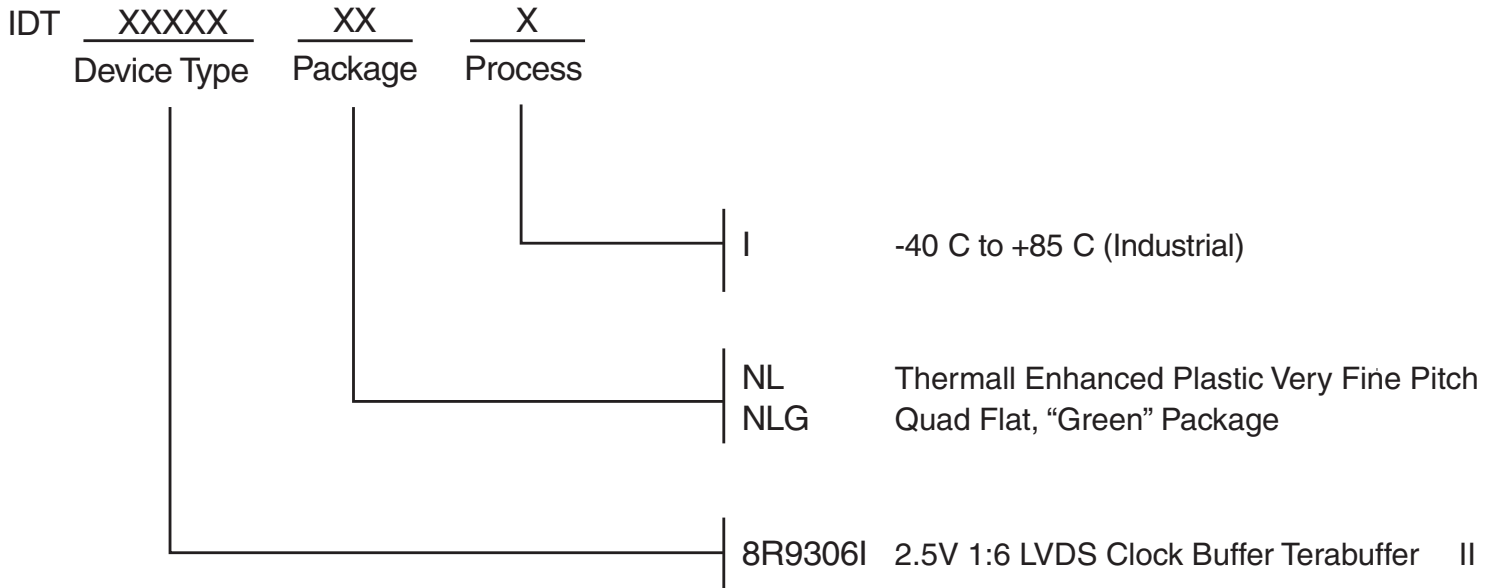 IDT XXXXX XX X
Device Type Package Process
I -40 C to +85 C (Industrial)
NL Thermall Enhanced Plastic Very Fine Pitch
NLG Quad Flat, “Green” Package
8R9306I 2.5V 1:6 LVDS Clock Buffer Terabuffer II